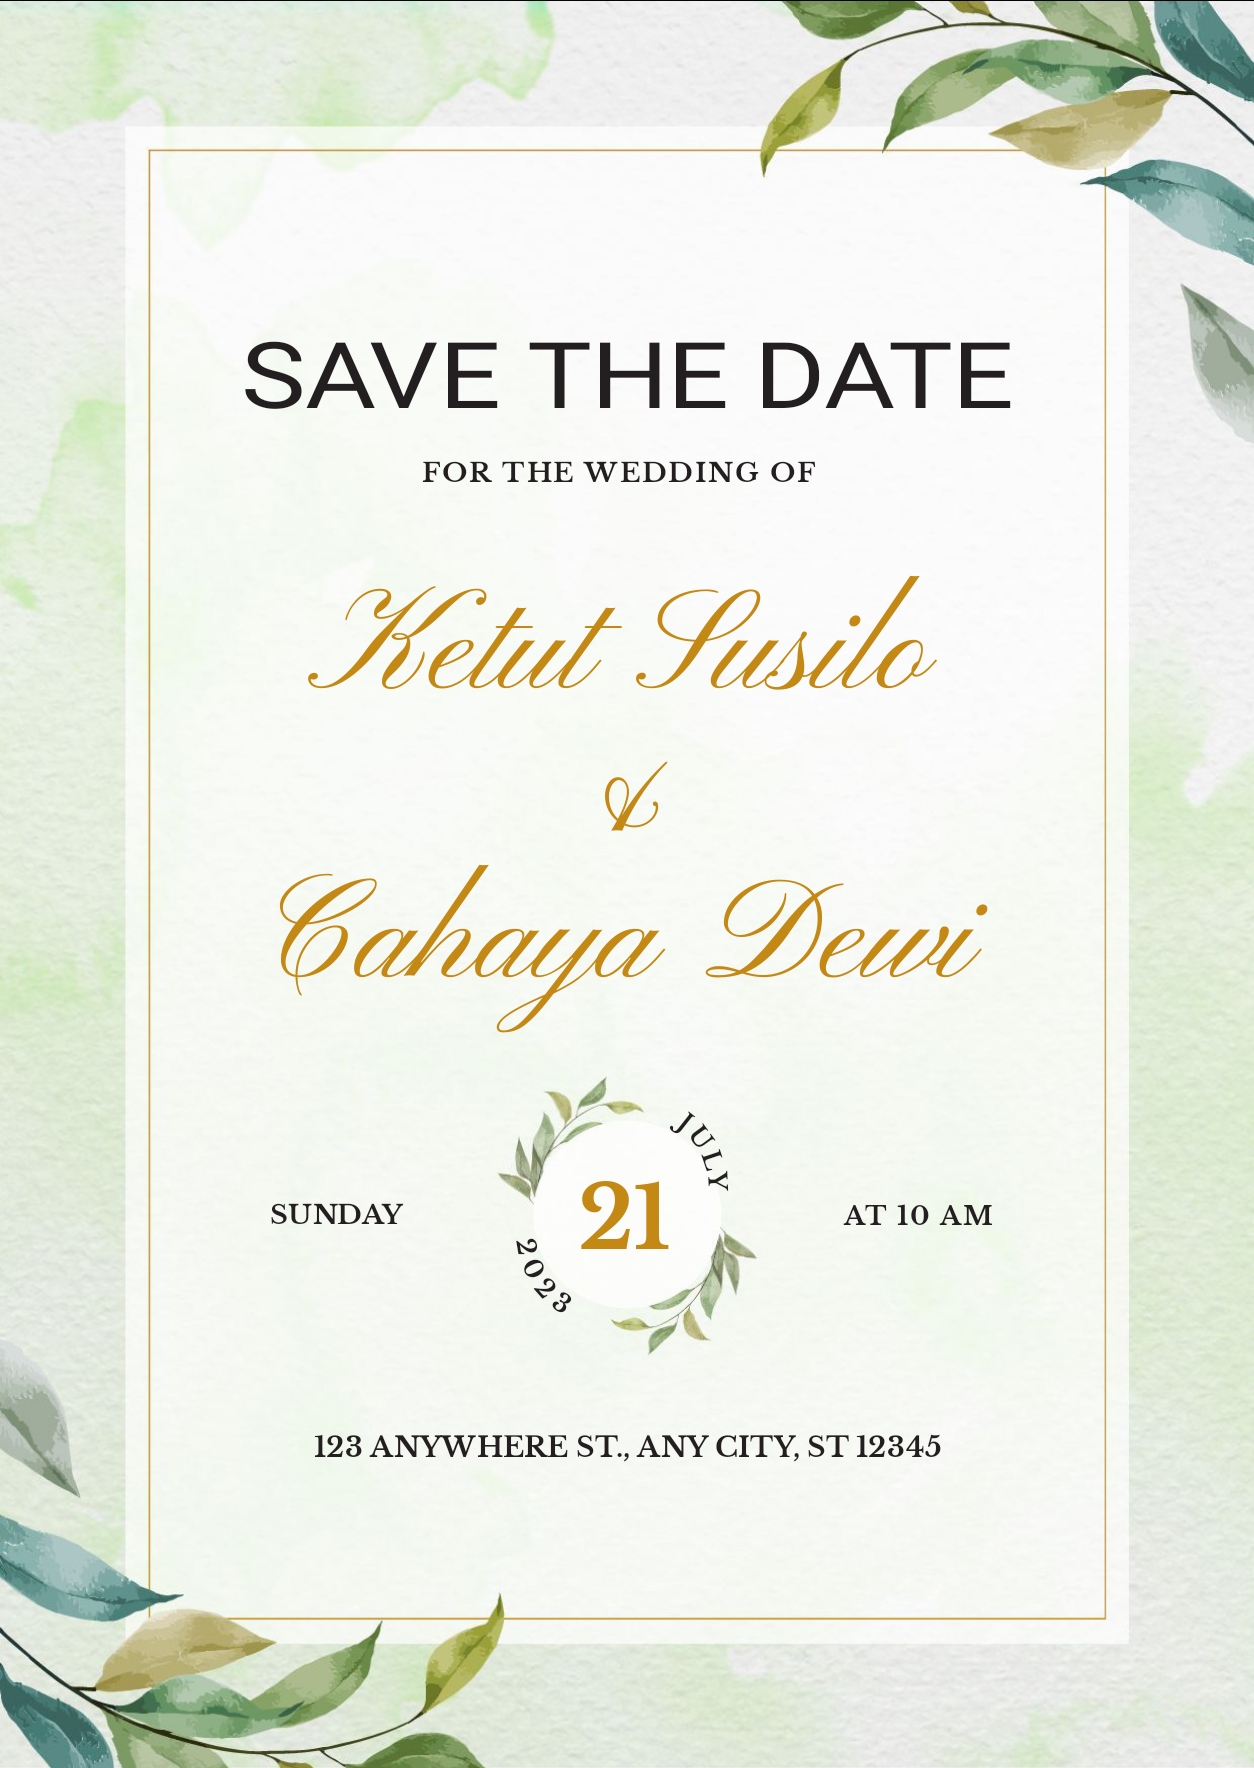 SAVE THE DATE
FOR THE WEDDING OF
Ketut Susilo
&
Cahaya Dewi
SUNDAY
JULY
21
2023
AT 10 AM
123 ANYWHERE ST., ANY CITY, ST 12345